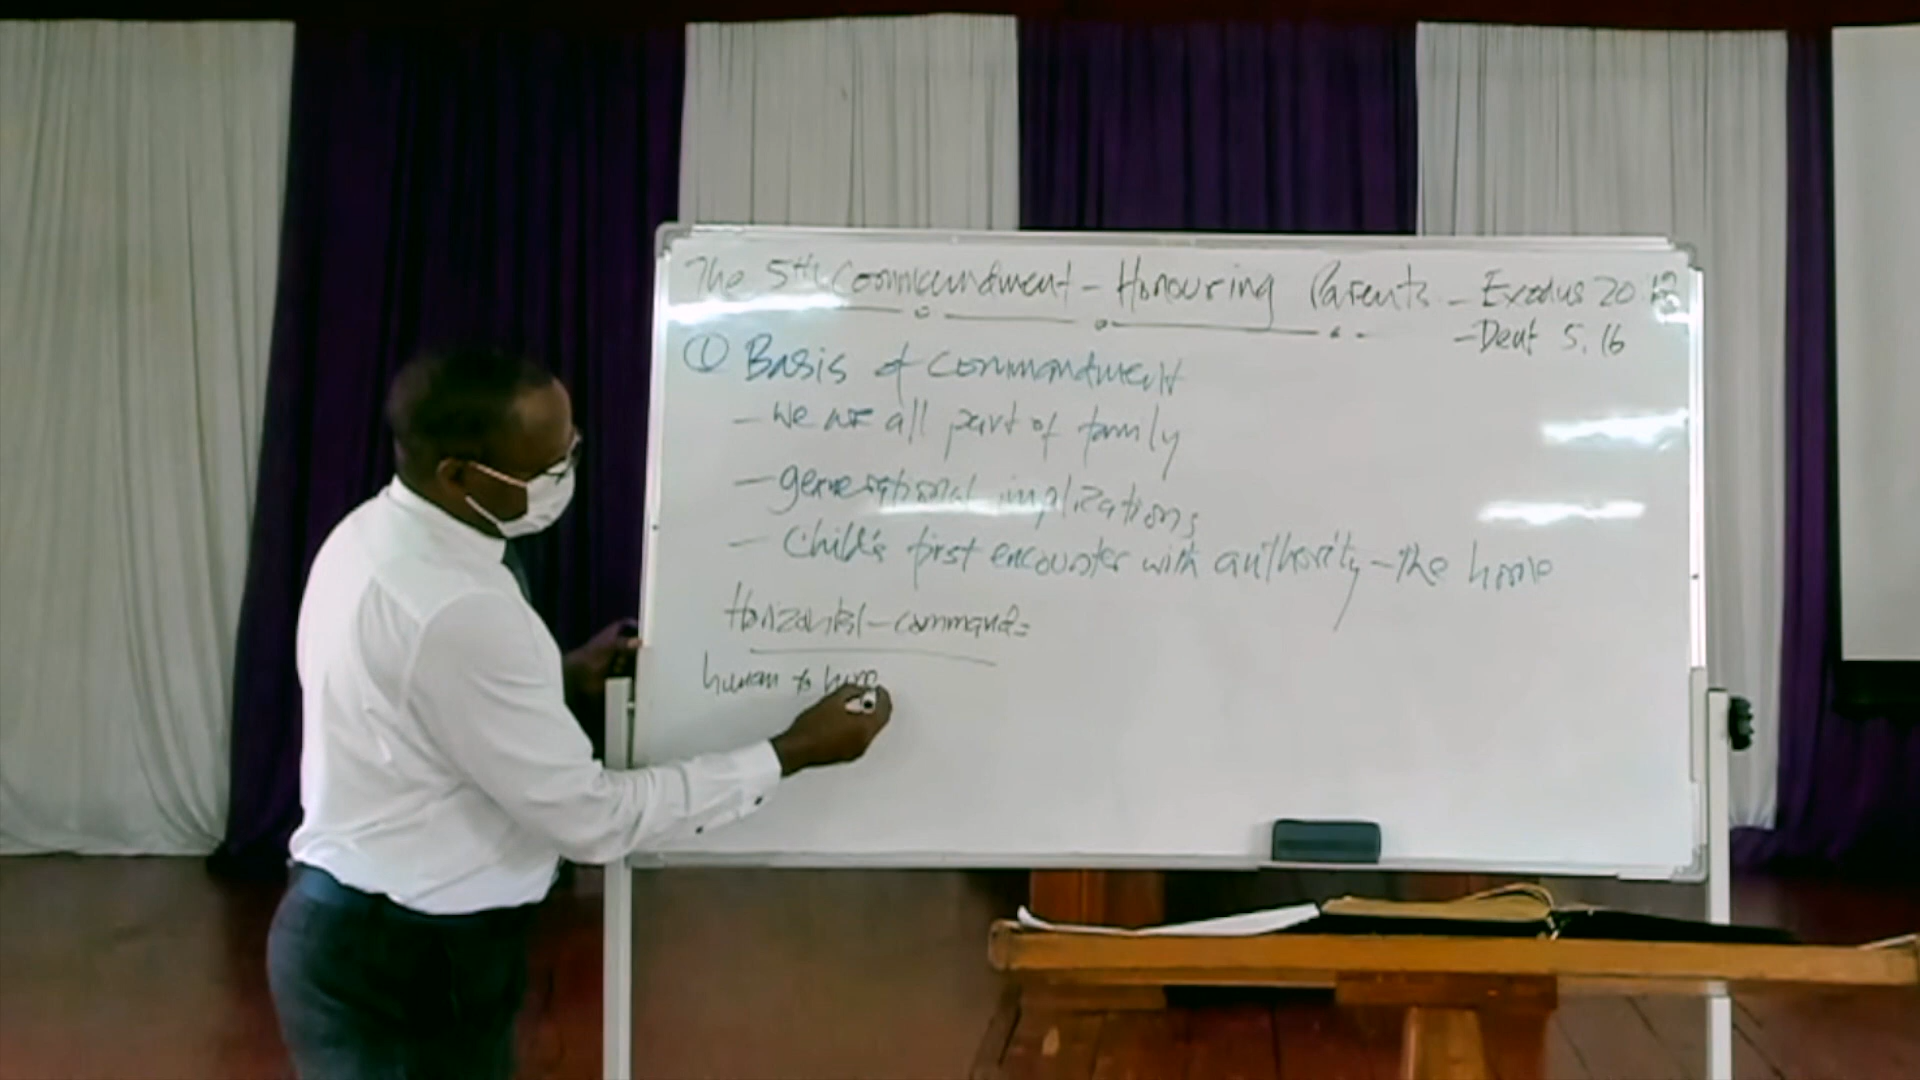 The 5th Commandment - Honouring Parents - Exodus 20:12
- Deut 5.16
① Basis of Commandment
- We are all part of family
- generational implications
- Child's first encounter with authority - The home
Horizontal - commands
human to